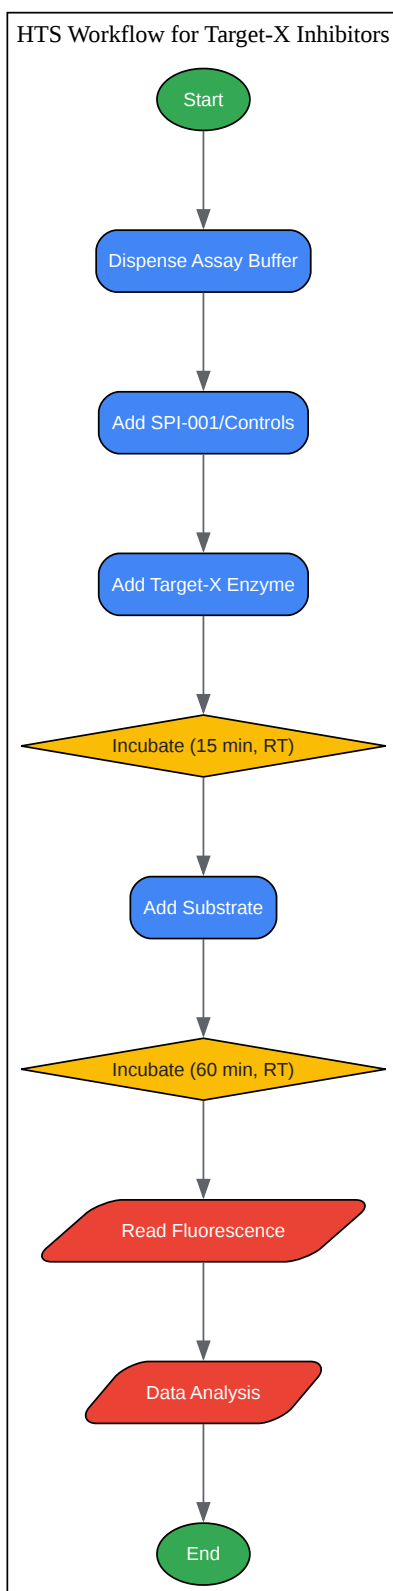 HTS Workflow for Target-X Inhibitors
Start
Dispense Assay Buffer
Add SPI-001/Controls
Add Target-X Enzyme
Incubate (15 min, RT)
Add Substrate
Incubate (60 min, RT)
Read Fluorescence
Data Analysis
End